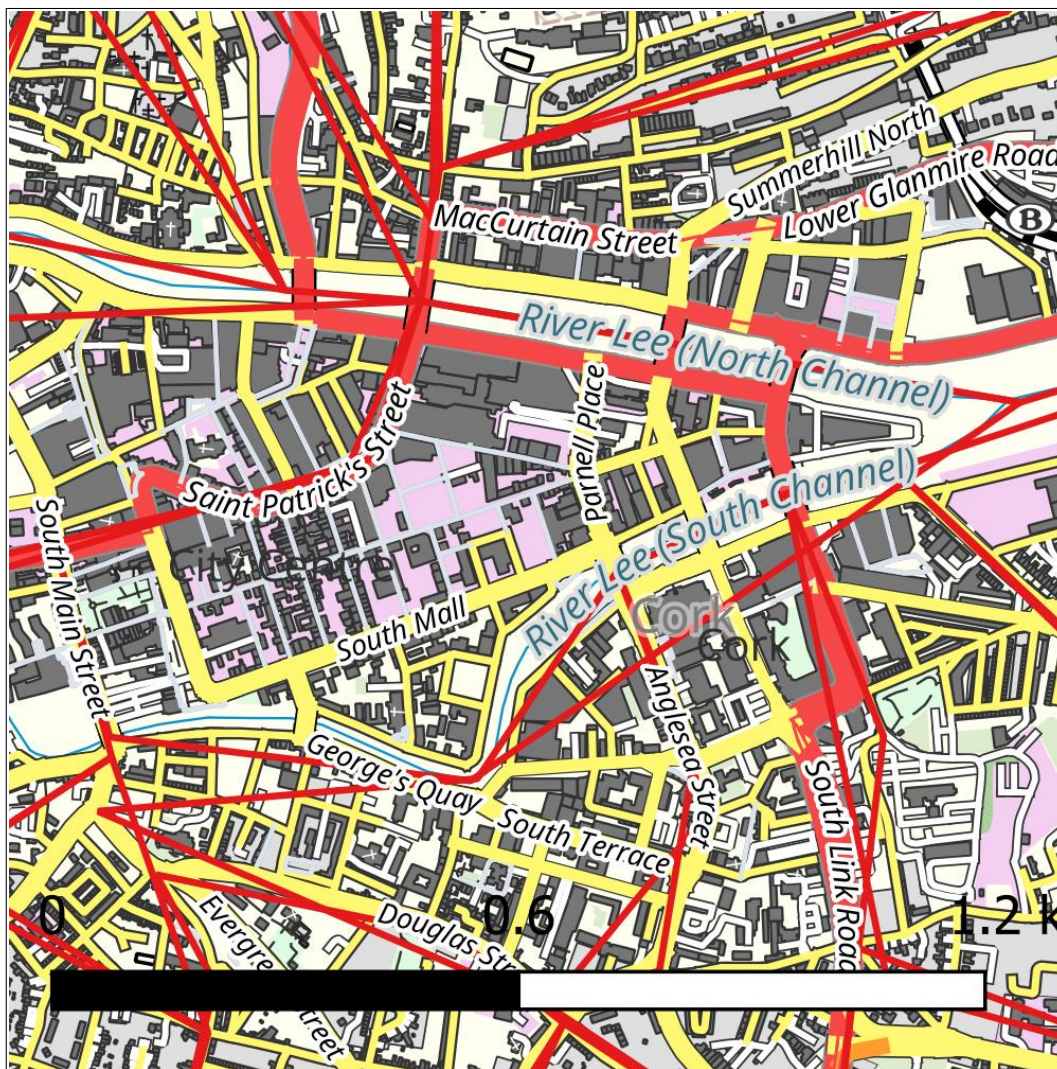 Summerhill North
Lower Glanmire Road
MacCurtain Street
B
River Lee (North Channel)
Parnell Place
Saint Patrick's Street
River Lee (South Channel)
South Main Street
City Centre
Cork
Cork
South Mall
Anglesea Street
George's Quay
South Terrace
South Link Road
0
0.6
1.2 k
Evergre
Street
Douglas Str